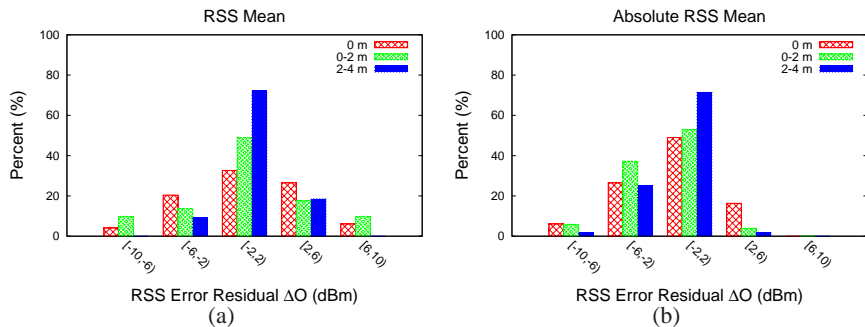 RSS Mean
100
80
60
40
20
0
Percent (%)
0 m
0-2 m
2-4 m
[-10,-6)
[-6,-2)
[-2,2)
[2,6)
[6,10)
RSS Error Residual ΔO (dBm)
(a)
Absolute RSS Mean
100
80
60
40
20
0
Percent (%)
0 m
0-2 m
2-4 m
[-10,-6)
[-6,-2)
[-2,2)
[2,6)
[6,10)
RSS Error Residual ΔO (dBm)
(b)